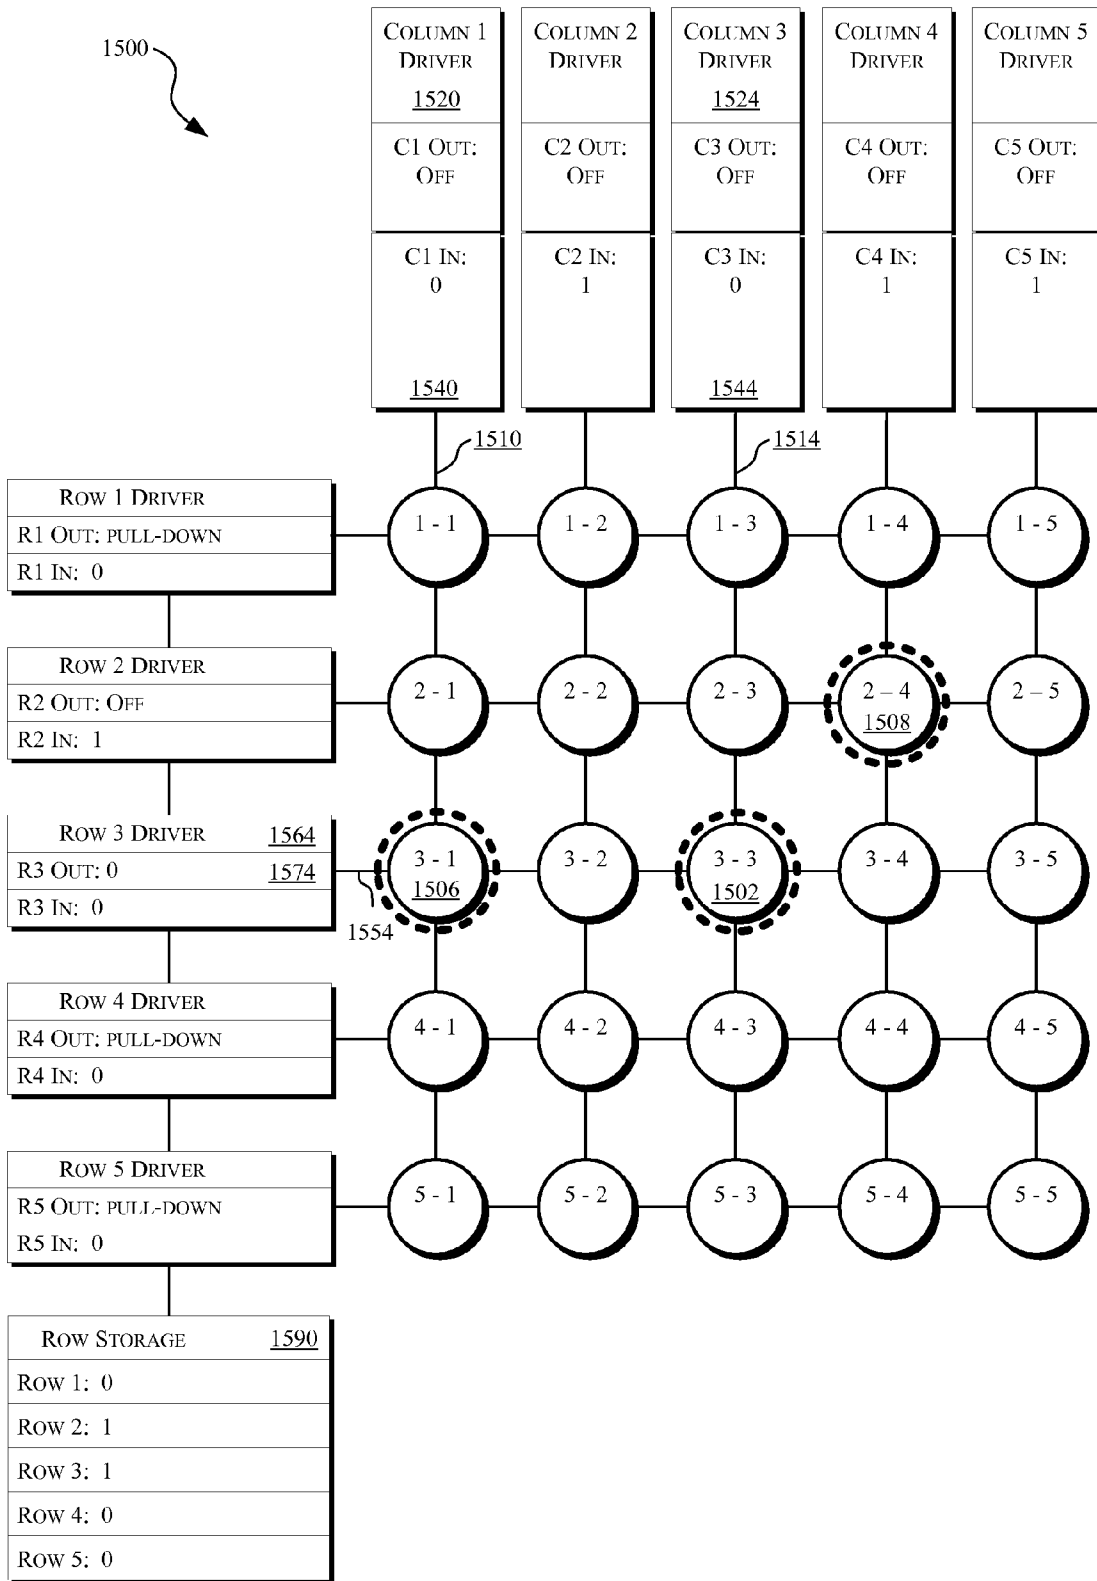 1500
COLUMN 1 DRIVER
1520
C1 OUT: OFF
C1 IN: 0
1540
COLUMN 2 DRIVER
C2 OUT: OFF
C2 IN: 1
COLUMN 3 DRIVER
1524
C3 OUT: OFF
C3 IN: 0
1544
COLUMN 4 DRIVER
C4 OUT: OFF
C4 IN: 1
COLUMN 5 DRIVER
C5 OUT: OFF
C5 IN: 1
1510
1514
ROW 1 DRIVER
R1 OUT: PULL-DOWN
R1 IN: 0
1 - 1
1 - 2
1 - 3
1 - 4
1 - 5
ROW 2 DRIVER
R2 OUT: OFF
R2 IN: 1
2 - 1
2 - 2
2 - 3
2 – 4
1508
2 – 5
ROW 3 DRIVER 1564
R3 OUT: 0 1574
R3 IN: 0
1554
3 - 1
1506
3 - 2
3 - 3
1502
3 - 4
3 - 5
ROW 4 DRIVER
R4 OUT: PULL-DOWN
R4 IN: 0
4 - 1
4 - 2
4 - 3
4 - 4
4 - 5
ROW 5 DRIVER
R5 OUT: PULL-DOWN
R5 IN: 0
5 - 1
5 - 2
5 - 3
5 - 4
5 - 5
ROW STORAGE 1590
ROW 1: 0
ROW 2: 1
ROW 3: 1
ROW 4: 0
ROW 5: 0